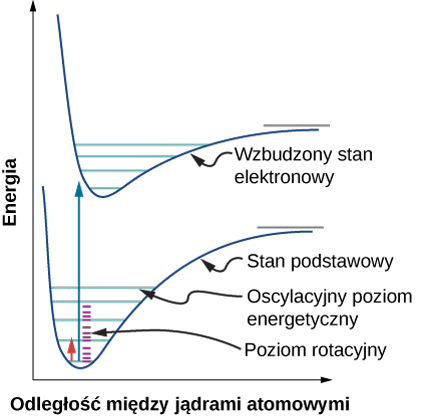 Energia
Wzbudzony stan
elektronowy
Stan podstawowy
Oscylacyjny poziom
energetyczny
Poziom rotacyjny
Odległość między jądrami atomowymi